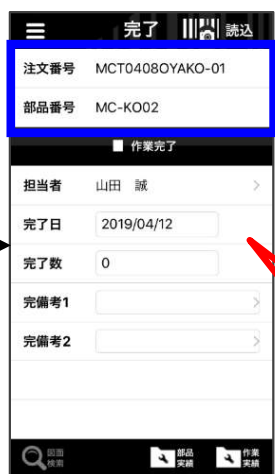 完了 読込
注文番号 MCT0408OYAKO-01
部品番号 MC-KO02
作業完了
担当者 山田 誠
完了日 2019/04/12
完了数 0
完備考1
完備考2
図面
検索
部品
実績
作業
実績